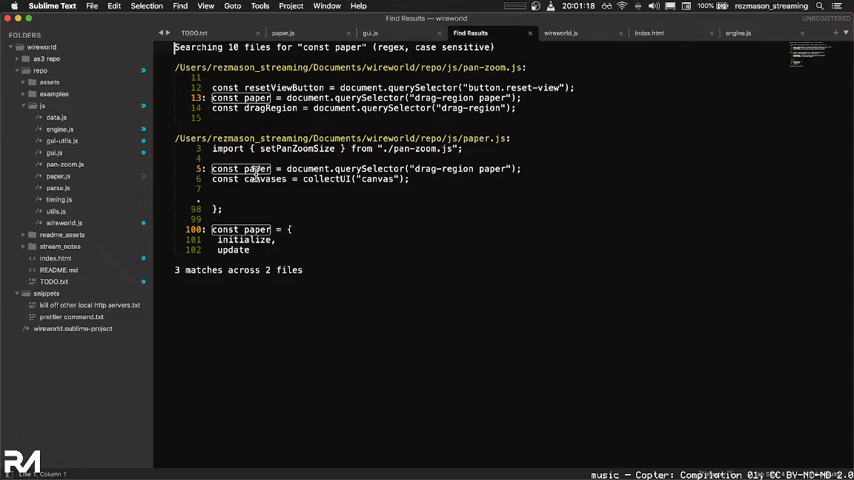 Sublime Text File Edit Selection Find View Goto Tools Project Window Help 100% 20:01:18 rezmason_streaming
Find Results — wireworld UNREGISTERED
FOLDERS
TODO.txt paper.js gui.js Find Results wireworld.js index.html engine.js
wireworld
as3 repo
repo
assets
examples
js
data.js
engine.js
gui-utils.js
gui.js
pan-zoom.js
paper.js
parse.js
timing.js
utils.js
wireworld.js
readme_assets
stream_notes
index.html
README.md
TODO.txt
snippets
kill off other local http servers.txt
prettier command.txt
wireworld.sublime-project
Searching 10 files for "const paper" (regex, case sensitive)
/Users/rezmason_streaming/Documents/wireworld/repo/js/pan-zoom.js:
11
12 const resetViewButton = document.querySelector("button.reset-view");
13: const paper = document.querySelector("drag-region paper");
14 const dragRegion = document.querySelector("drag-region");
15
/Users/rezmason_streaming/Documents/wireworld/repo/js/paper.js:
3 import { setPanZoomSize } from "./pan-zoom.js";
4
5: const paper = document.querySelector("drag-region paper");
6 const canvases = collectUI("canvas");
7
.
98 };
99
100: const paper = {
101 initialize,
102 update
3 matches across 2 files
RM
Line 1, Column 1
music — Copter: Compilation 01, CC BY-NC-ND 2.0